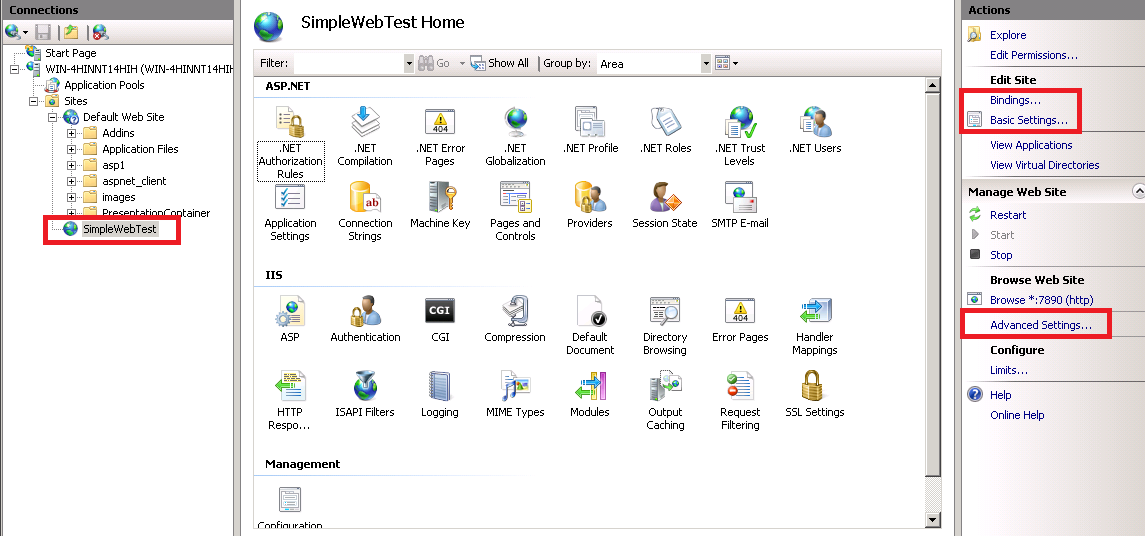 Connections
Start Page
WIN-4HINNT14HIH (WIN-4HINNT14HIH
Application Pools
Sites
Default Web Site
Addins
Application Files
asp1
aspnet_client
images
PresentationContainer
SimpleWebTest
SimpleWebTest Home
Filter:
Go
Show All
Group by:
Area
ASP.NET
.NET Authorization Rules
.NET Compilation
.NET Error Pages
.NET Globalization
.NET Profile
.NET Roles
.NET Trust Levels
.NET Users
Application Settings
Connection Strings
Machine Key
Pages and Controls
Providers
Session State
SMTP E-mail
IIS
ASP
Authentication
CGI
CGI
Compression
Default Document
Directory Browsing
Error Pages
Handler Mappings
HTTP Respo...
ISAPI Filters
Logging
MIME Types
Modules
Output Caching
Request Filtering
SSL Settings
Management
Configuration
Actions
Explore
Edit Permissions...
Edit Site
Bindings...
Basic Settings...
View Applications
View Virtual Directories
Manage Web Site
Restart
Start
Stop
Browse Web Site
Browse *:7890 (http)
Advanced Settings...
Configure
Limits...
Help
Online Help